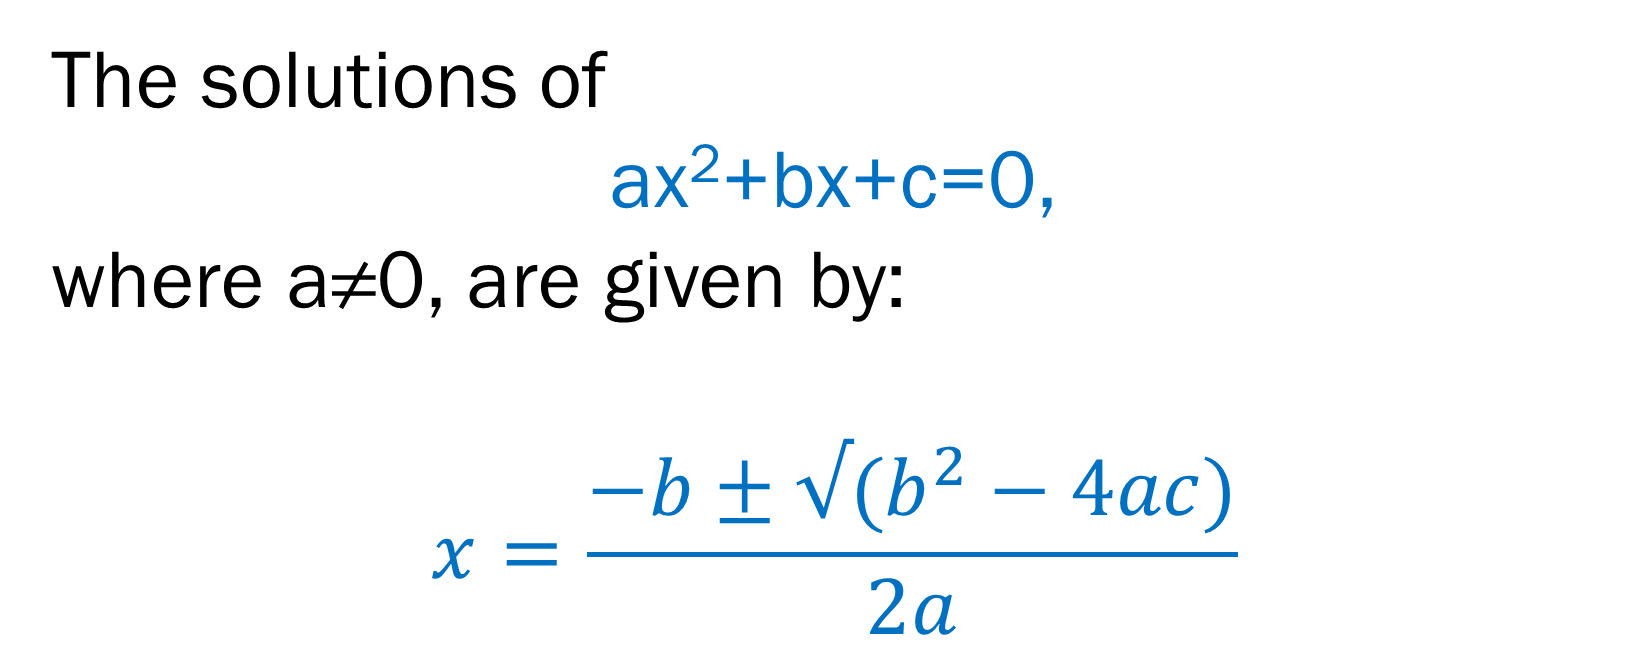 The solutions of
ax²+bx+c=0,
where a≠0, are given by:
x = −b ± √(b² − 4ac)
2a